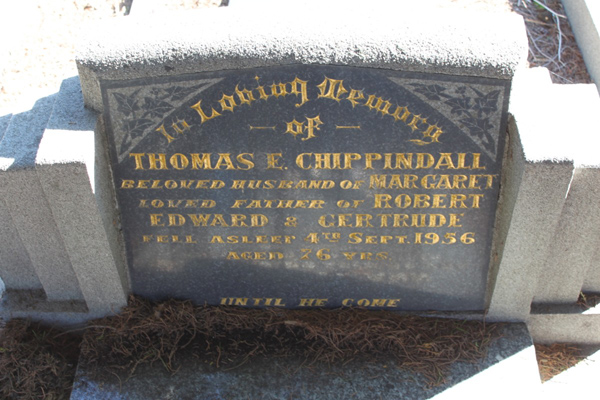 In Loving Memory
of
THOMAS E. CHIPPINDALL
BELOVED HUSBAND OF MARGARET
LOVED FATHER OF ROBERT
EDWARD & GERTRUDE
FELL ASLEEP 4TH SEPT. 1956
AGED 76 YRS.
UNTIL HE COME